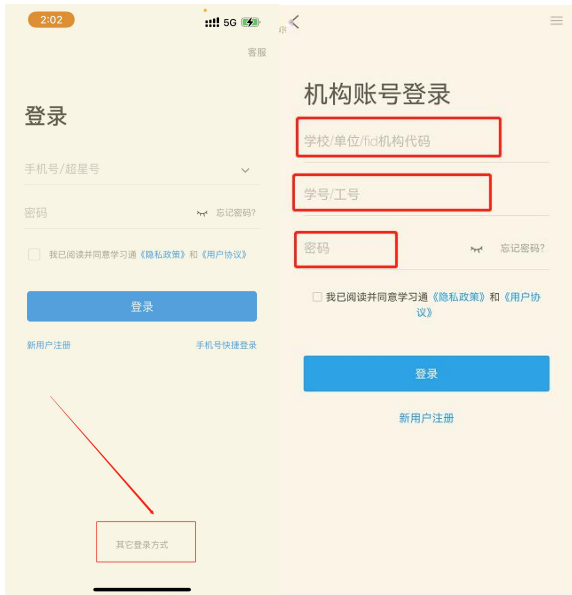 2:02
5G
客服
登录
手机号/超星号
密码
忘记密码?
我已阅读并同意学习通《隐私政策》和《用户协议》
登录
新用户注册
手机号快捷登录
其它登录方式
机构账号登录
学校/单位/fid机构代码
学号/工号
密码
忘记密码?
我已阅读并同意学习通《隐私政策》和《用户协
议》
登录
新用户注册